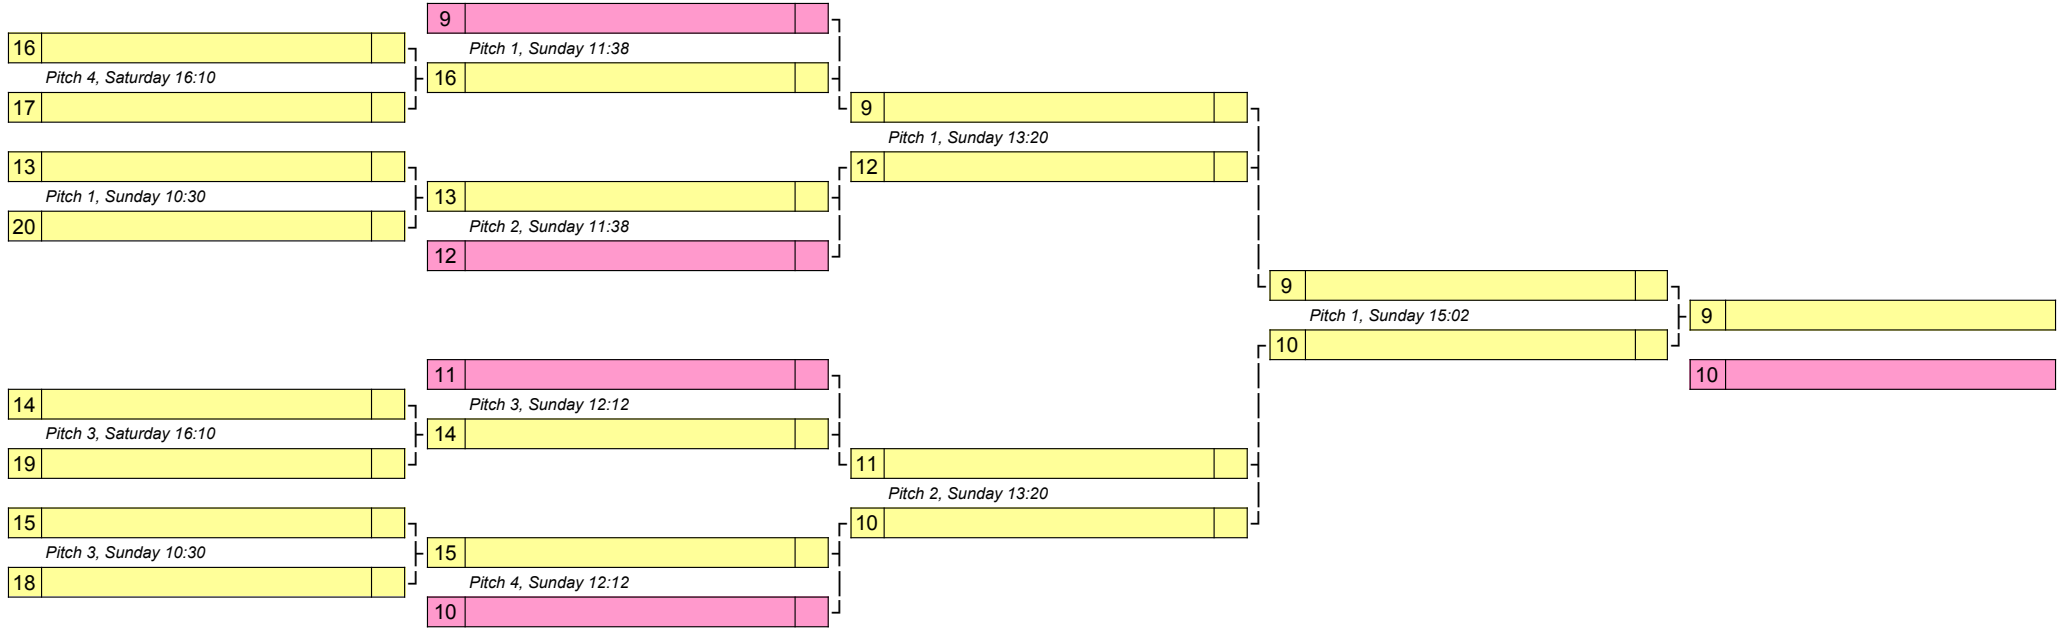 9
16
Pitch 1, Sunday 11:38
Pitch 4, Saturday 16:10
16
17
9
Pitch 1, Sunday 13:20
13
12
Pitch 1, Sunday 10:30
13
20
Pitch 2, Sunday 11:38
12
9
Pitch 1, Sunday 15:02
9
10
11
10
14
Pitch 3, Sunday 12:12
Pitch 3, Saturday 16:10
14
19
11
Pitch 2, Sunday 13:20
15
10
Pitch 3, Sunday 10:30
15
18
Pitch 4, Sunday 12:12
10